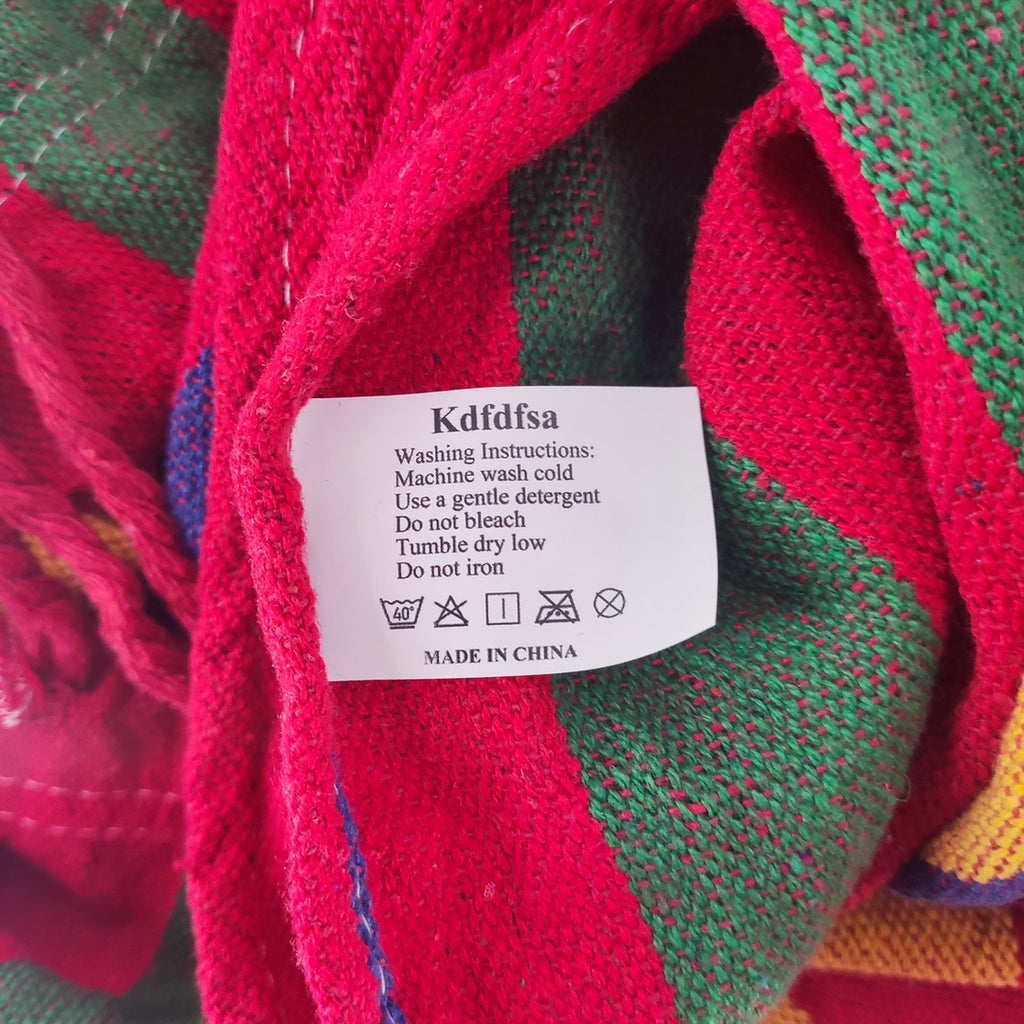 Kdfdfsa
Washing Instructions:
Machine wash cold
Use a gentle detergent
Do not bleach
Tumble dry low
Do not iron
40°
MADE IN CHINA